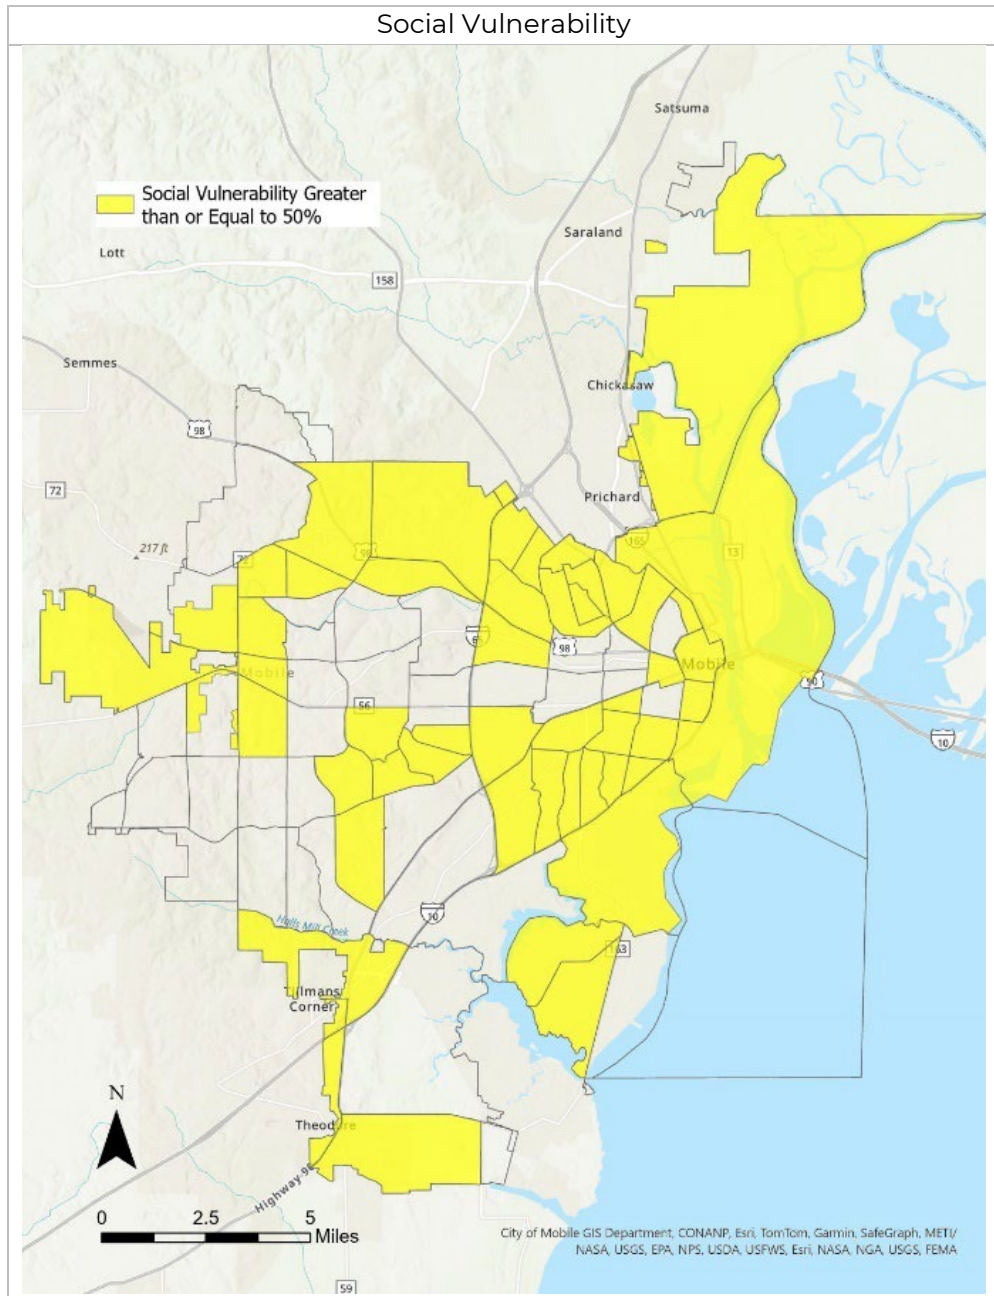 Social Vulnerability
Satsuma
Social Vulnerability Greater
than or Equal to 50%
Saraland
Lott
158
Semmes
Chickasaw
98
72
Prichard
217 ft
98
72
165
13
65
98
Mobile
Mobile
90
56
10
10
Halls Mill Creek
163
Tillmans
Corner
N
Theodore
Highway 90
0 2.5 5
Miles
City of Mobile GIS Department, CONANP, Esri, TomTom, Garmin, SafeGraph, METI/
NASA, USGS, EPA, NPS, USDA, USFWS, Esri, NASA, NGA, USGS, FEMA
59